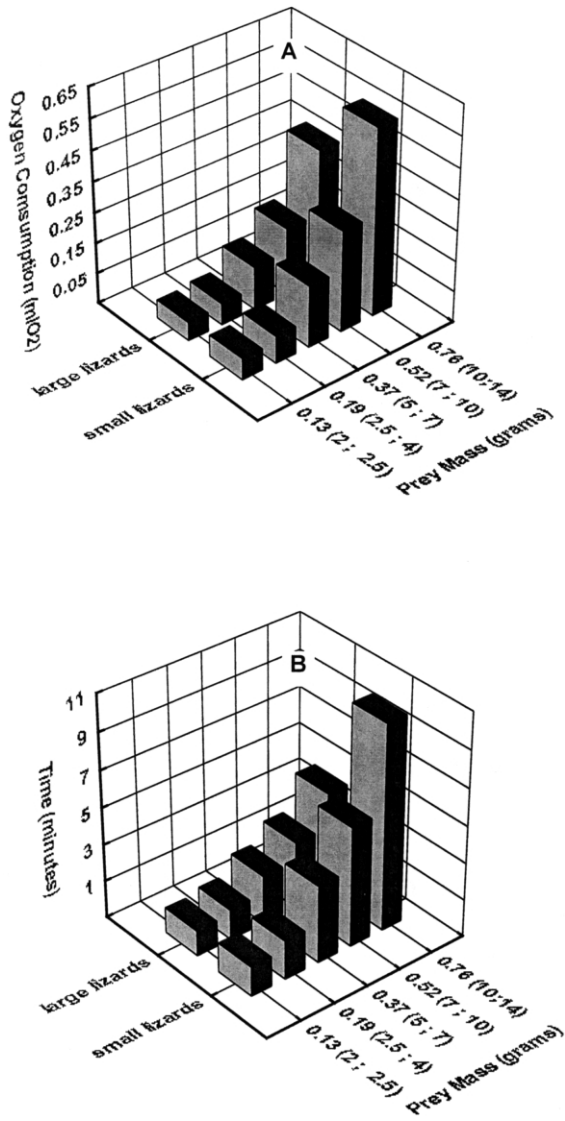 A
Oxygen Comsumption (mlO2)
0.65
0.55
0.45
0.35
0.25
0.15
0.05
large lizards
small lizards
0.76 (10;14)
0.52 (7 ; 10)
0.37 (5 ; 7)
0.19 (2.5 ; 4)
0.13 (2 ; 2.5)
Prey Mass (grams)
B
Time (minutes)
11
9
7
5
3
1
large lizards
small lizards
0.76 (10;14)
0.52 (7 ; 10)
0.37 (5 ; 7)
0.19 (2.5 ; 4)
0.13 (2 ; 2.5)
Prey Mass (grams)